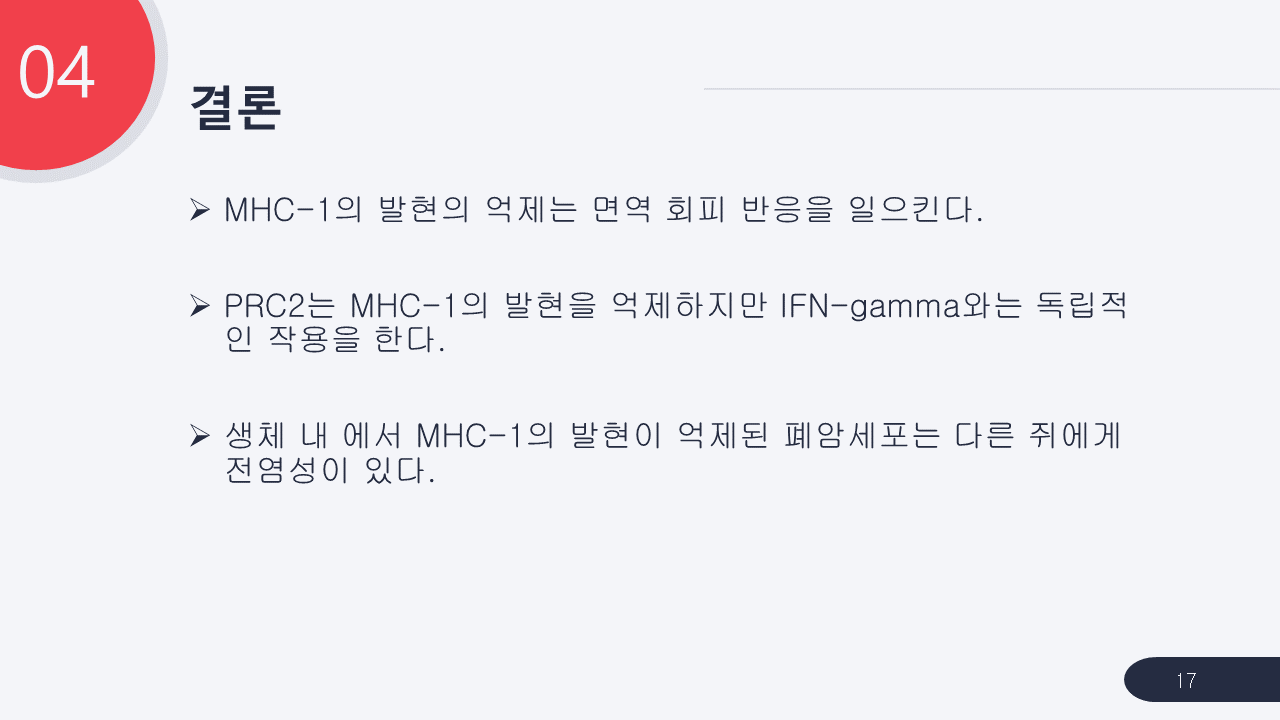 04
결론
➢ MHC-1의 발현의 억제는 면역 회피 반응을 일으킨다.
➢ PRC2는 MHC-1의 발현을 억제하지만 IFN-gamma와는 독립적
인 작용을 한다.
➢ 생체 내 에서 MHC-1의 발현이 억제된 폐암세포는 다른 쥐에게
전염성이 있다.
17